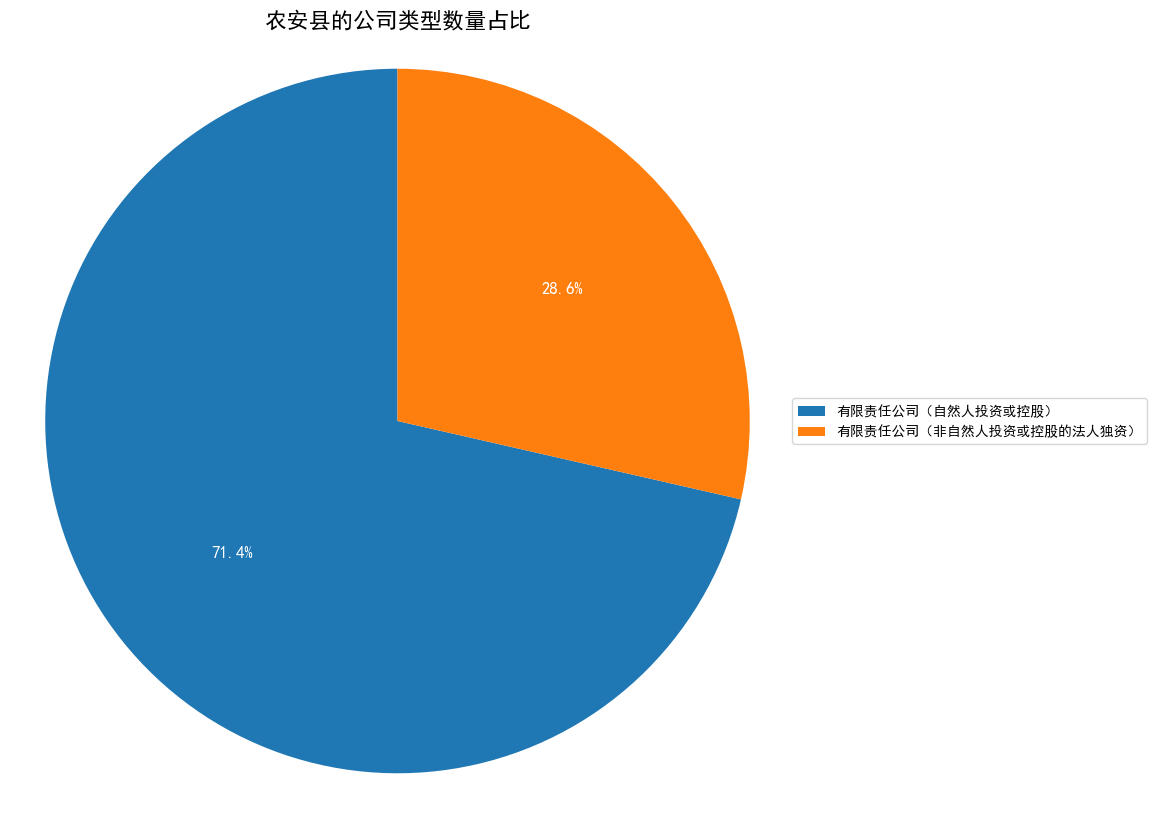 农安县的公司类型数量占比
28.6%
有限责任公司（自然人投资或控股）
有限责任公司（非自然人投资或控股的法人独资）
71.4%